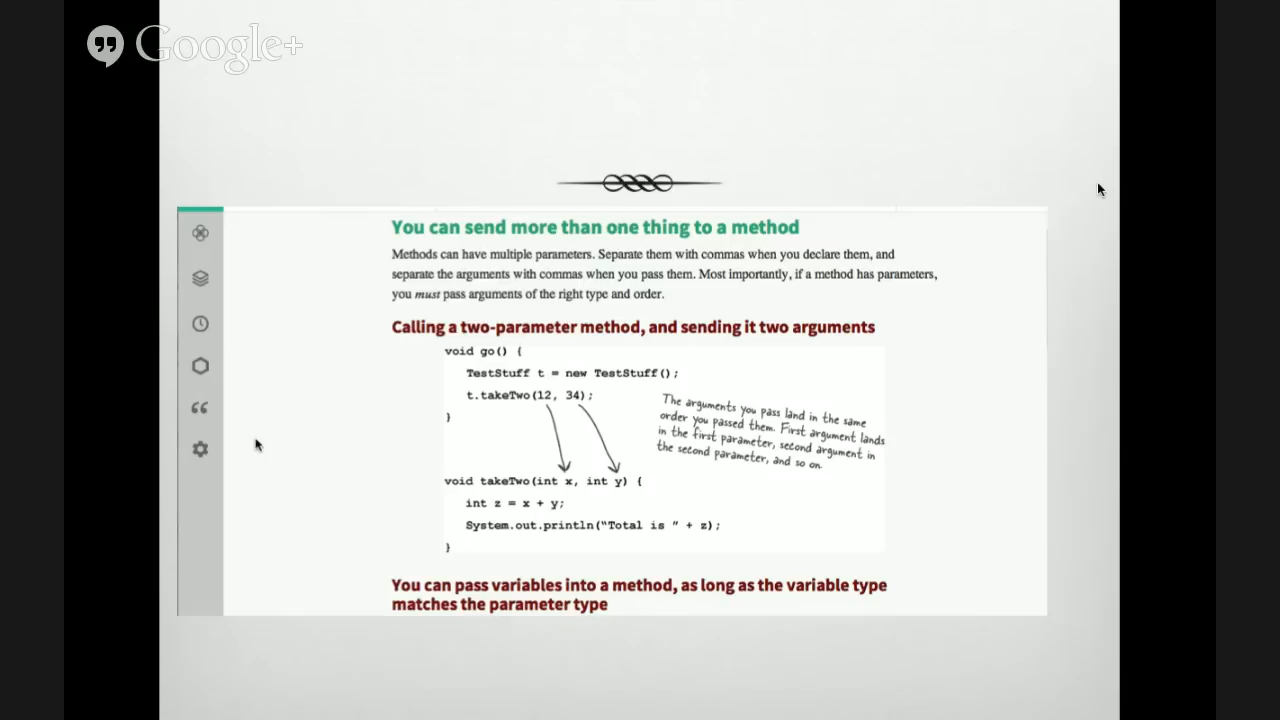 Google+
You can send more than one thing to a method
Methods can have multiple parameters. Separate them with commas when you declare them, and
separate the arguments with commas when you pass them. Most importantly, if a method has parameters,
you must pass arguments of the right type and order.
Calling a two-parameter method, and sending it two arguments
void go() {
TestStuff t = new TestStuff();
t.takeTwo(12, 34);
}
The arguments you pass land in the same
order you passed them. First argument lands
in the first parameter, second argument in
the second parameter, and so on.
void takeTwo(int x, int y) {
int z = x + y;
System.out.println("Total is " + z);
}
You can pass variables into a method, as long as the variable type
matches the parameter type